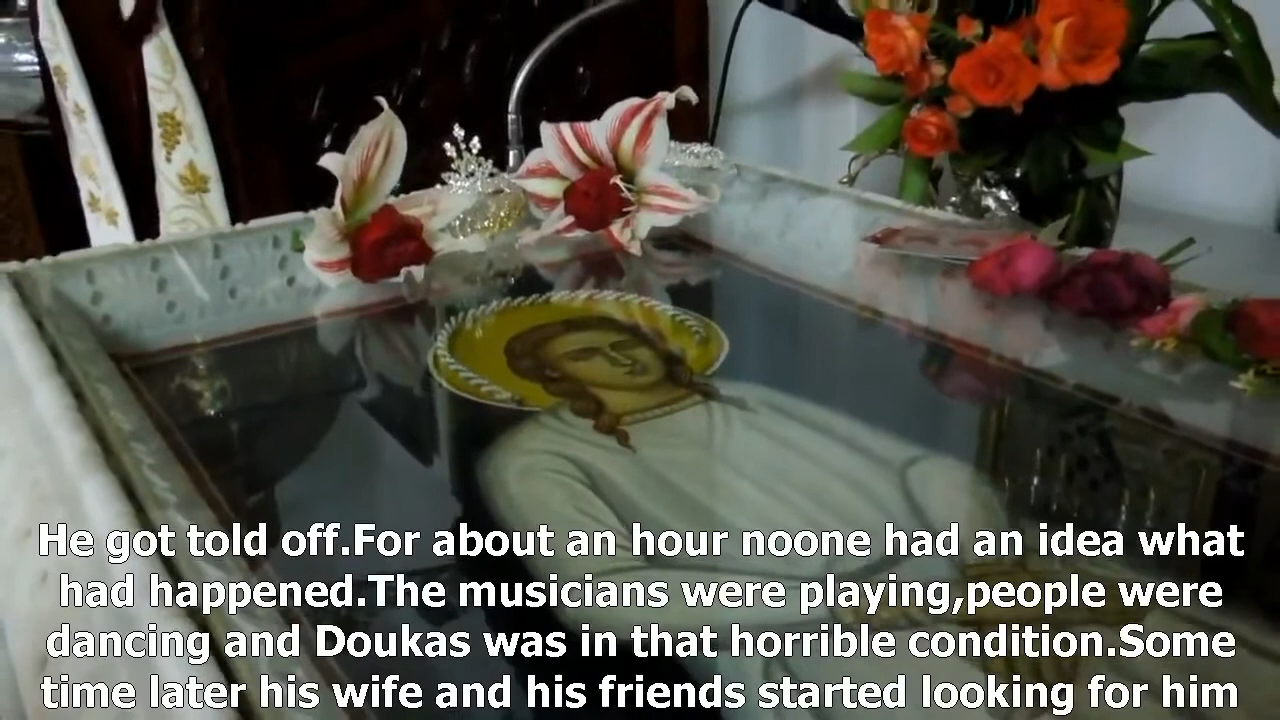 He got told off.For about an hour noone had an idea what
had happened.The musicians were playing,people were
dancing and Doukas was in that horrible condition.Some
time later his wife and his friends started looking for him